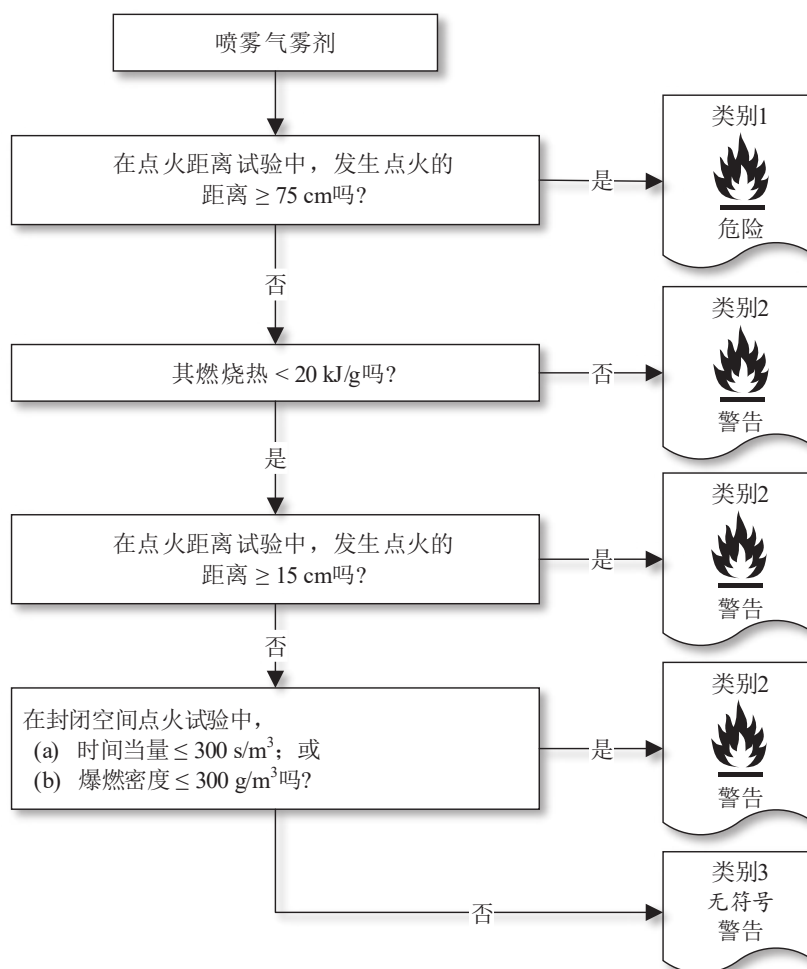 喷雾气雾剂
在点火距离试验中，发生点火的
距离 ≥ 75 cm吗?
是
类别1
危险
否
其燃烧热 < 20 kJ/g吗?
否
类别2
警告
是
在点火距离试验中，发生点火的
距离 ≥ 15 cm吗?
是
类别2
警告
否
在封闭空间点火试验中，
(a) 时间当量 ≤ 300 s/m³；或
(b) 爆燃密度 ≤ 300 g/m³吗?
是
类别2
警告
否
类别3
无符号
警告